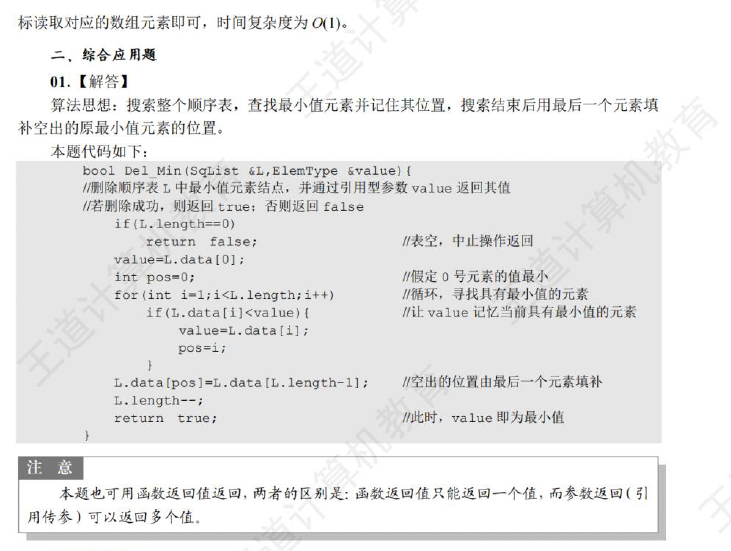 标读取对应的数组元素即可，时间复杂度为 O(1)。
二、综合应用题
01.【解答】
算法思想：搜索整个顺序表，查找最小值元素并记住其位置，搜索结束后用最后一个元素填
补空出的原最小值元素的位置。
本题代码如下：
bool Del_Min(SqList &L,ElemType &value){
//删除顺序表 L 中最小值元素结点，并通过引用型参数 value 返回其值
//若删除成功，则返回 true；否则返回 false
if(L.length==0)
return false; //表空，中止操作返回
value=L.data[0];
int pos=0; //假定 0 号元素的值最小
for(int i=1;i<L.length;i++) //循环，寻找具有最小值的元素
if(L.data[i]<value){ //让 value 记忆当前具有最小值的元素
value=L.data[i];
pos=i;
}
L.data[pos]=L.data[L.length-1]; //空出的位置由最后一个元素填补
L.length--;
return true; //此时，value 即为最小值
}
注 意
本题也可用函数返回值返回，两者的区别是：函数返回值只能返回一个值，而参数返回（引
用传参）可以返回多个值。
王道计算机教育
王道计算机教育